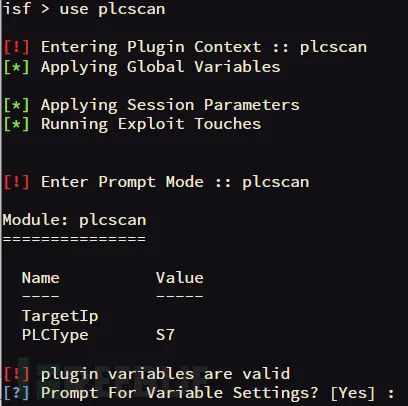 isf > use plcscan
[!] Entering Plugin Context :: plcscan
[*] Applying Global Variables
[*] Applying Session Parameters
[*] Running Exploit Touches
[!] Enter Prompt Mode :: plcscan
Module: plcscan
===============
Name Value
---- -----
TargetIp
PLCType S7
[!] plugin variables are valid
[?] Prompt For Variable Settings? [Yes] :